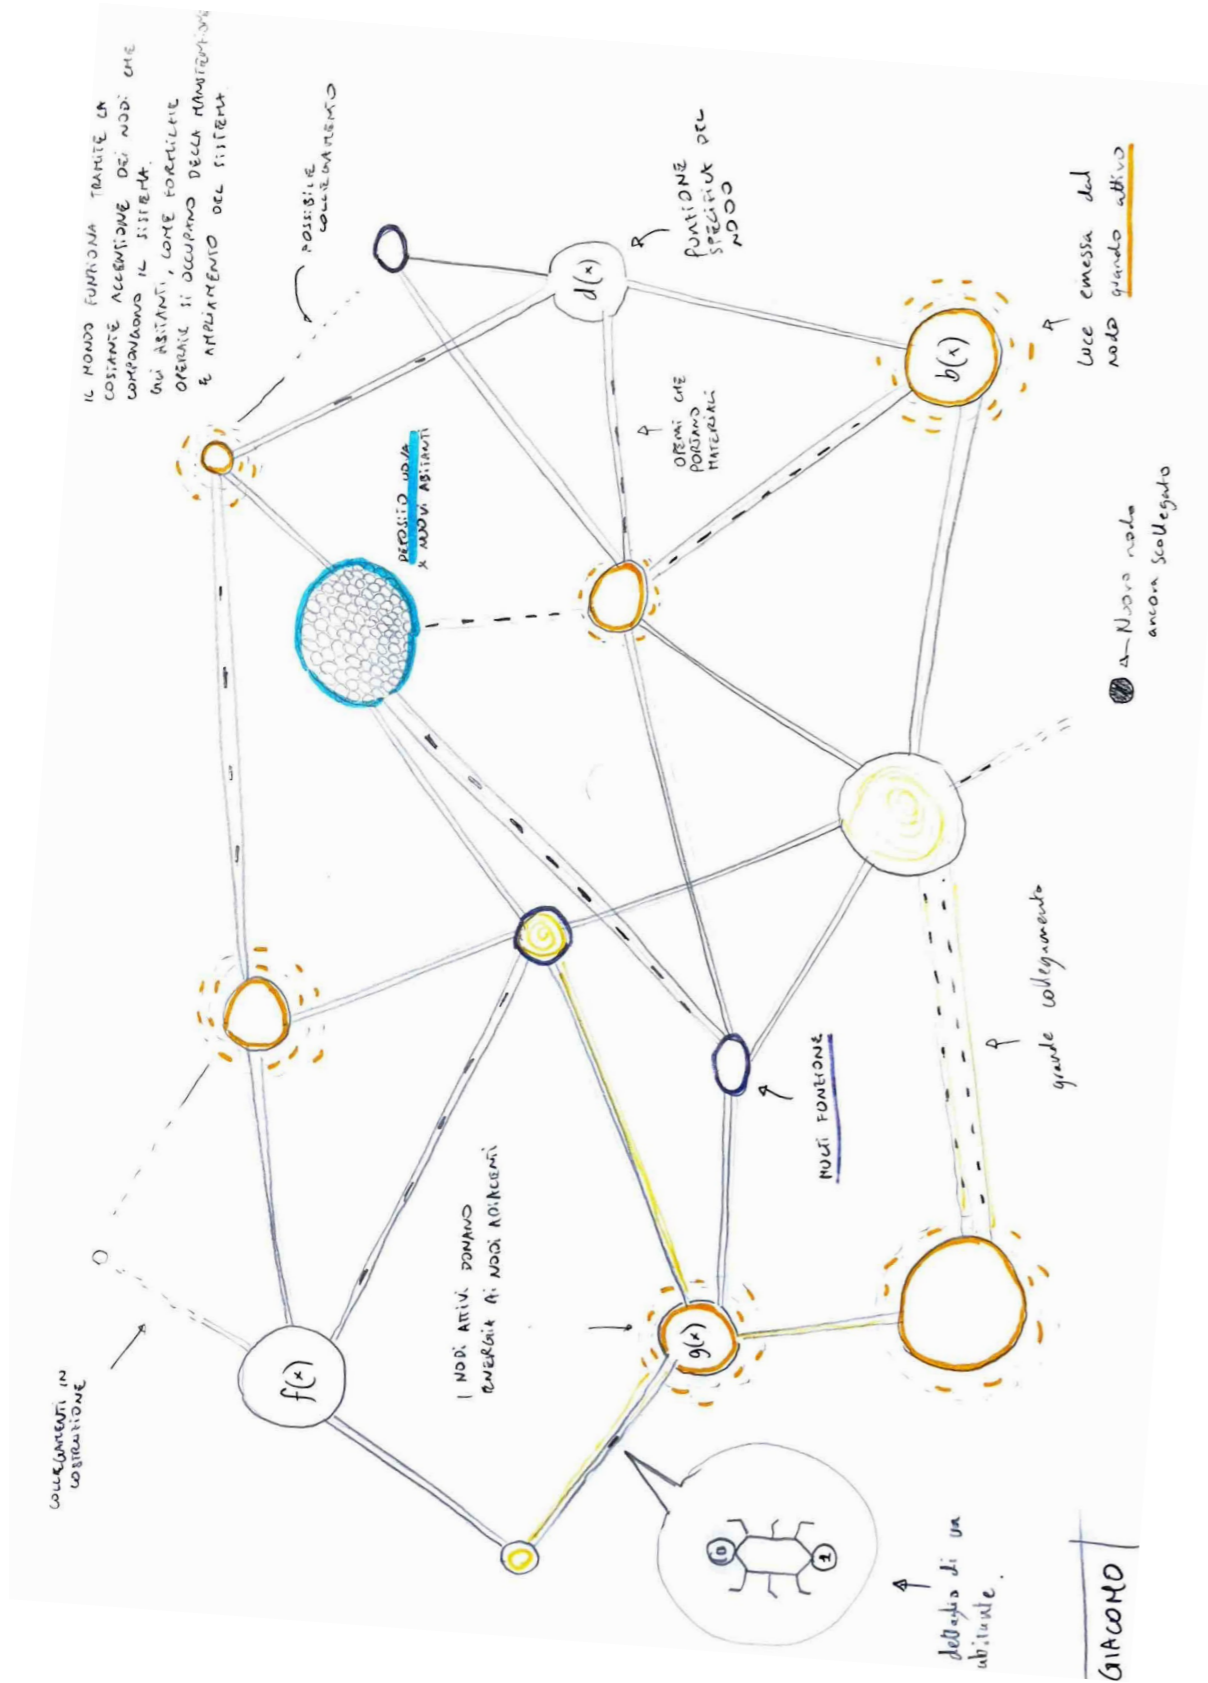 IL MONDO FUNZIONA TRAMITE LA
COSTANTE ACCENSIONE DEI NODI CHE
COMPONGONO IL SISTEMA.
GLI ABITANTI, COME FORMICHE
OPERAIE SI OCCUPANO DELLA MANUTENZIONE
E AMPLIAMENTO DEL SISTEMA.
POSSIBILE
COLLEGAMENTO
FUNZIONE
SPECIFICA DEL
NODO
d(x)
b(x)
Luce emessa dal
nodo quando attivo
OPERAI CHE
PORTANO
MATERIALI
DEPOSITO UOVA
x NUOVI ABITANTI
Nuovo nodo
ancora scollegato
grande collegamento
MULTI FUNZIONE
I NODI ATTIVI DONANO
ENERGIA AI NODI ADIACENTI
COLLEGAMENTI IN
COSTRUZIONE
f(x)
g(x)
0
1
dettaglio di un
abitante.
GIACOMO